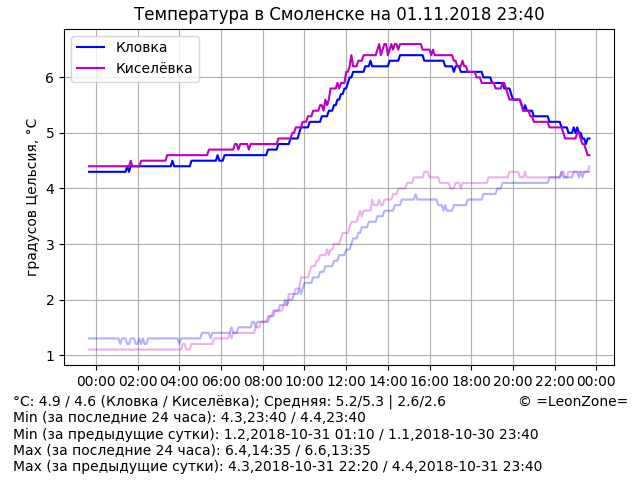 Температура в Смоленске на 01.11.2018 23:40
Кловка
Киселёвка
градусов Цельсия, °C
6
5
4
3
2
1
00:00 02:00 04:00 06:00 08:00 10:00 12:00 14:00 16:00 18:00 20:00 22:00 00:00
°C: 4.9 / 4.6 (Кловка / Киселёвка); Средняя: 5.2/5.3 | 2.6/2.6 © =LeonZone=
Min (за последние 24 часа): 4.3,23:40 / 4.4,23:40
Min (за предыдущие сутки): 1.2,2018-10-31 01:10 / 1.1,2018-10-30 23:40
Max (за последние 24 часа): 6.4,14:35 / 6.6,13:35
Max (за предыдущие сутки): 4.3,2018-10-31 22:20 / 4.4,2018-10-31 23:40